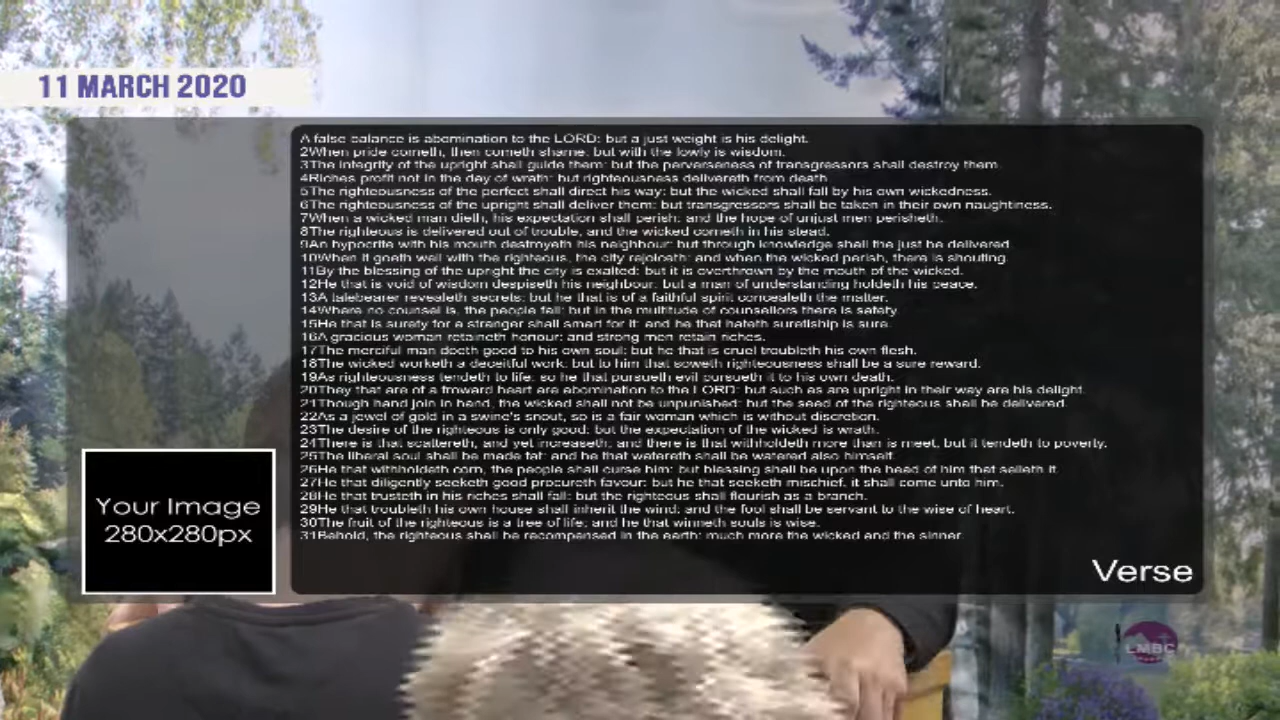 11 MARCH 2020
A false balance is abomination to the LORD: but a just weight is his delight.
2When pride cometh, then cometh shame: but with the lowly is wisdom.
3The integrity of the upright shall guide them: but the perverseness of transgressors shall destroy them.
4Riches profit not in the day of wrath: but righteousness delivereth from death.
5The righteousness of the perfect shall direct his way: but the wicked shall fall by his own wickedness.
6The righteousness of the upright shall deliver them: but transgressors shall be taken in their own naughtiness.
7When a wicked man dieth, his expectation shall perish: and the hope of unjust men perisheth.
8The righteous is delivered out of trouble, and the wicked cometh in his stead.
9An hypocrite with his mouth destroyeth his neighbour: but through knowledge shall the just be delivered.
10When it goeth well with the righteous, the city rejoiceth: and when the wicked perish, there is shouting.
11By the blessing of the upright the city is exalted: but it is overthrown by the mouth of the wicked.
12He that is void of wisdom despiseth his neighbour: but a man of understanding holdeth his peace.
13A talebearer revealeth secrets: but he that is of a faithful spirit concealeth the matter.
14Where no counsel is, the people fall: but in the multitude of counsellors there is safety.
15He that is surety for a stranger shall smart for it: and he that hateth suretiship is sure.
16A gracious woman retaineth honour: and strong men retain riches.
17The merciful man doeth good to his own soul: but he that is cruel troubleth his own flesh.
18The wicked worketh a deceitful work: but to him that soweth righteousness shall be a sure reward.
19As righteousness tendeth to life: so he that pursueth evil pursueth it to his own death.
20They that are of a froward heart are abomination to the LORD: but such as are upright in their way are his delight.
21Though hand join in hand, the wicked shall not be unpunished: but the seed of the righteous shall be delivered.
22As a jewel of gold in a swine's snout, so is a fair woman which is without discretion.
23The desire of the righteous is only good: but the expectation of the wicked is wrath.
24There is that scattereth, and yet increaseth; and there is that withholdeth more than is meet, but it tendeth to poverty.
25The liberal soul shall be made fat: and he that watereth shall be watered also himself.
26He that withholdeth corn, the people shall curse him: but blessing shall be upon the head of him that selleth it.
27He that diligently seeketh good procureth favour: but he that seeketh mischief, it shall come unto him.
28He that trusteth in his riches shall fall: but the righteous shall flourish as a branch.
29He that troubleth his own house shall inherit the wind: and the fool shall be servant to the wise of heart.
30The fruit of the righteous is a tree of life; and he that winneth souls is wise.
31Behold, the righteous shall be recompensed in the earth: much more the wicked and the sinner.
Your Image
280x280px
Verse
LMBC